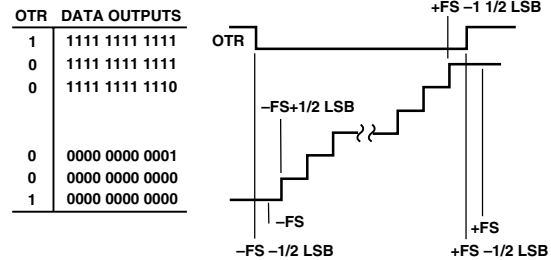 OTR DATA OUTPUTS
1 1111 1111 1111
0 1111 1111 1111
0 1111 1111 1110
0 0000 0000 0001
0 0000 0000 0000
1 0000 0000 0000
+FS –1 1/2 LSB
OTR
–FS+1/2 LSB
–FS
+FS
–FS –1/2 LSB
+FS –1/2 LSB